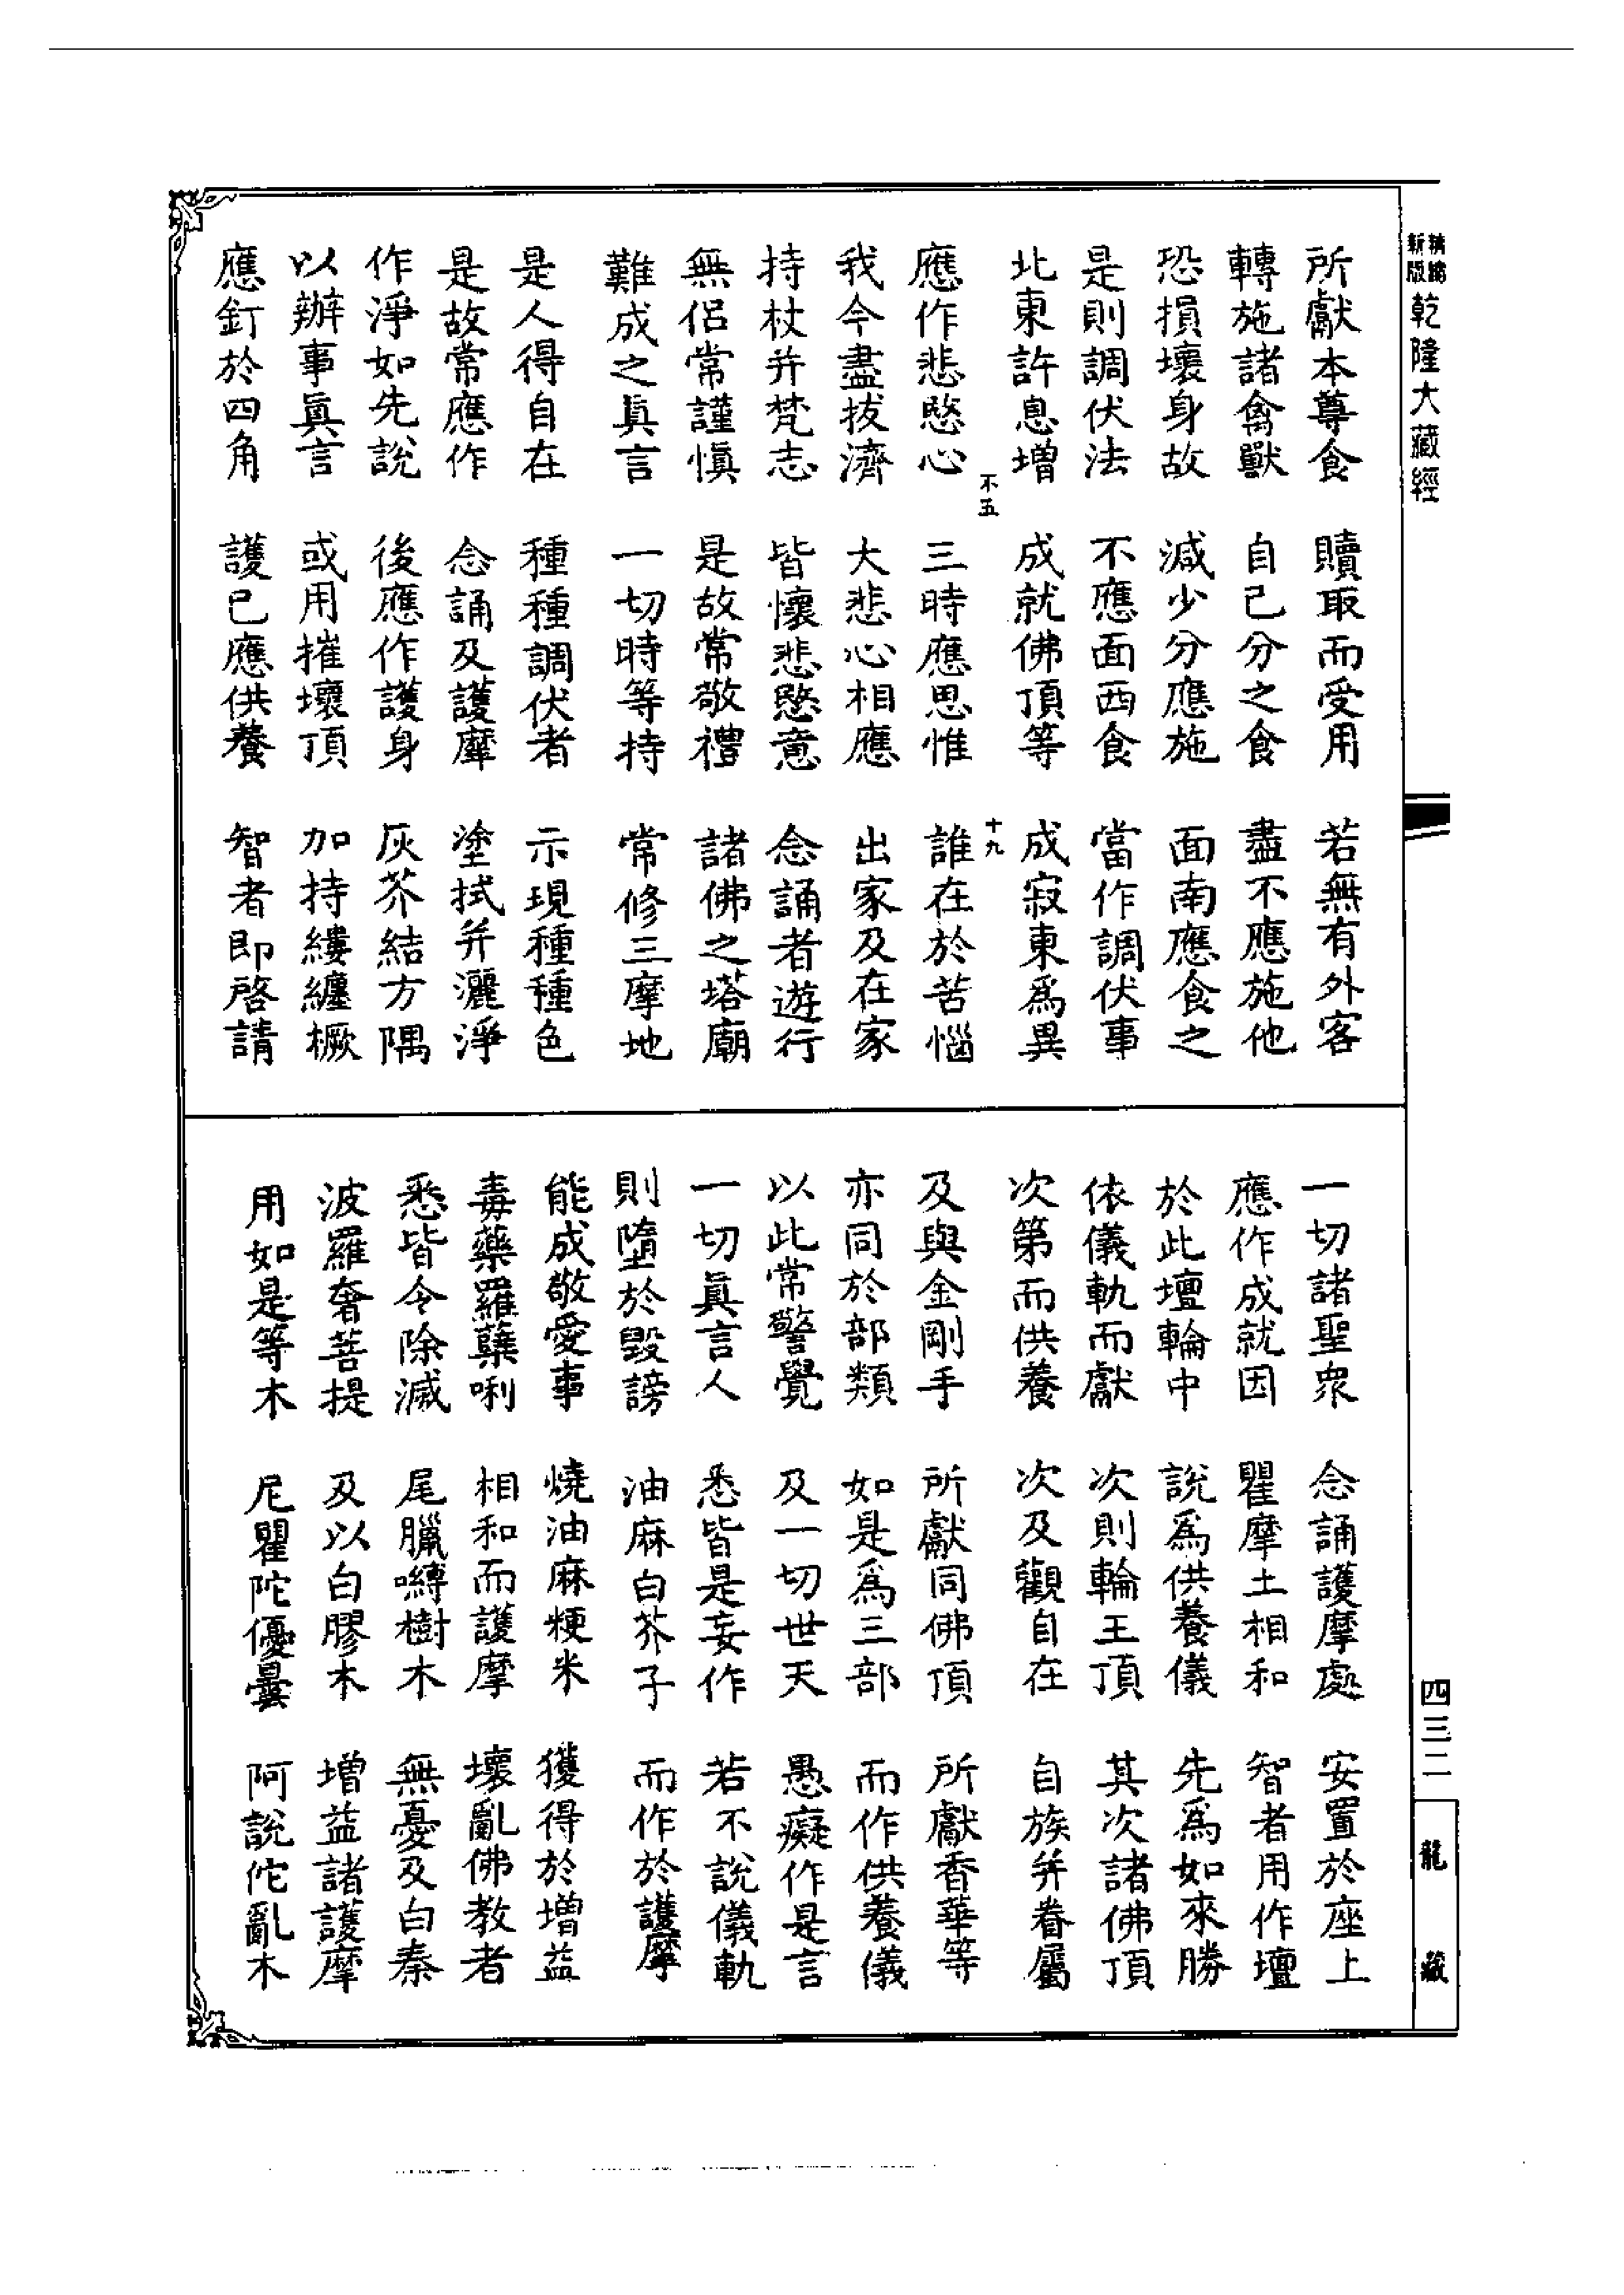 新版精縮乾隆大藏經
所獻本尊食 贖取而受用 若無有外客
轉施諸禽獸 自己分之食 盡不應施他
恐損壞身故 減少分應施 面南應食之
是則調伏法 不應面西食 當作調伏事
北東許息增 成就佛頂等 成寂東爲異
不五 十九
應作悲愍心 三時應思惟 誰在於苦惱
我今盡拔濟 大悲心相應 出家及在家
持杖并梵志 皆懷悲愍意 念誦者遊行
無侶常謹愼 是故常敬禮 諸佛之塔廟
難成之眞言 一切時等持 常修三摩地
是人得自在 種種調伏者 示現種種色
是故常應作 念誦及護摩 塗拭并灑淨
作淨如先說 後應作護身 灰芥結方隅
以辦事眞言 或用摧壞頂 加持縷纏橛
應釘於四角 護已應供養 智者即啓請
一切諸聖眾 念誦護摩處 安置於座上
應作成就因 瞿摩土相和 智者用作壇
於此壇輪中 說爲供養儀 先爲如來勝
依儀軌而獻 次則輪王頂 其次諸佛頂
次第而供養 次及觀自在 自族并眷屬
及與金剛手 所獻同佛頂 所獻香華等
亦同於部類 如是爲三部 而作供養儀
以此常警覺 及一切世天 愚癡作是言
一切眞言人 悉皆是妄作 若不說儀軌
則墮於毀謗 油麻白芥子 而作於護摩
能成敬愛事 燒油麻粳米 獲得於增益
毒藥羅蘗唎 相和而護摩 壞亂佛教者
悉皆令除滅 尾臘嚩樹木 無憂及白秦
波羅奢菩提 及以白膠木 增益諸護摩
用如是等木 尼瞿陀優曇 阿說佗亂木
四三二
龍藏